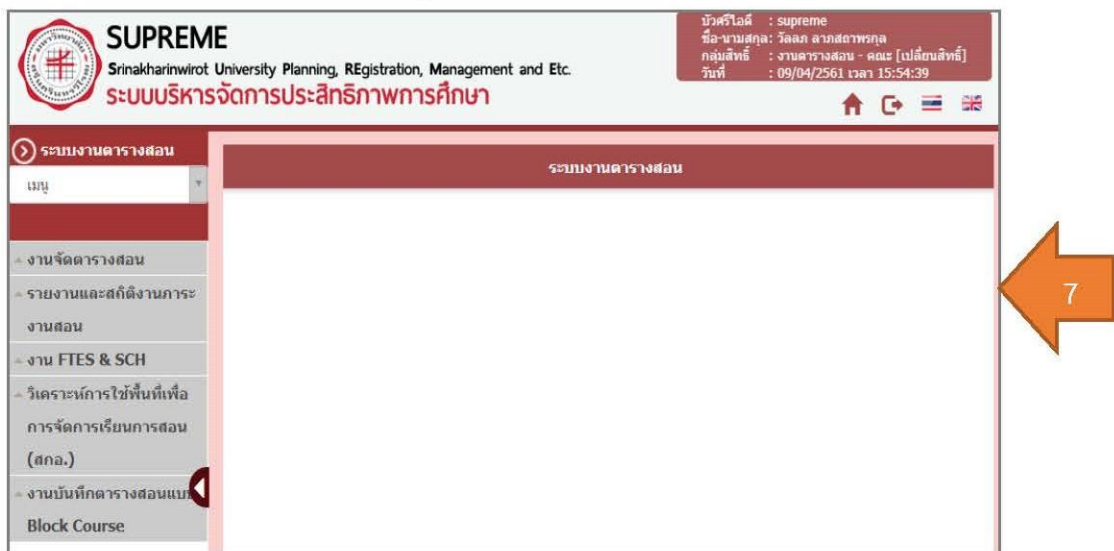 SUPREME
Srinakharinwirot University Planning, REgistration, Management and Etc.
ระบบบริหารจัดการประสิทธิภาพการศึกษา
บัวศรีไอดี : supreme
ชื่อ-นามสกุล: วัลลภ ลาภสถาพรกุล
กลุ่มสิทธิ์ : งานตารางสอน - คณะ [เปลี่ยนสิทธิ์]
วันที่ : 09/04/2561 เวลา 15:54:39
ระบบงานตารางสอน
เมนู
ระบบงานตารางสอน
งานจัดตารางสอน
รายงานและสถิติงานภาระ
งานสอน
งาน FTES & SCH
วิเคราะห์การใช้พื้นที่เพื่อ
การจัดการเรียนการสอน
(สกอ.)
งานบันทึกตารางสอนแบบ
Block Course
7